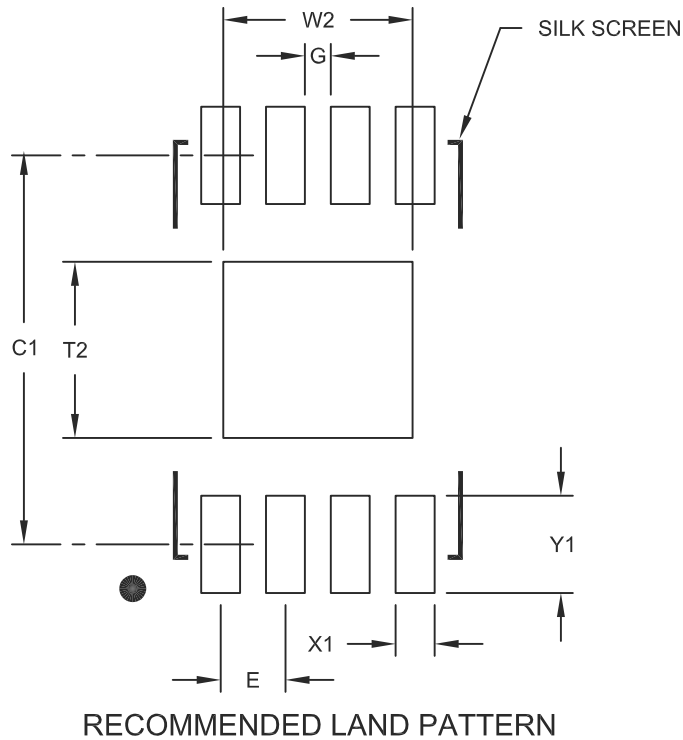 W2
SILK SCREEN
G
C1
T2
Y1
X1
E
RECOMMENDED LAND PATTERN